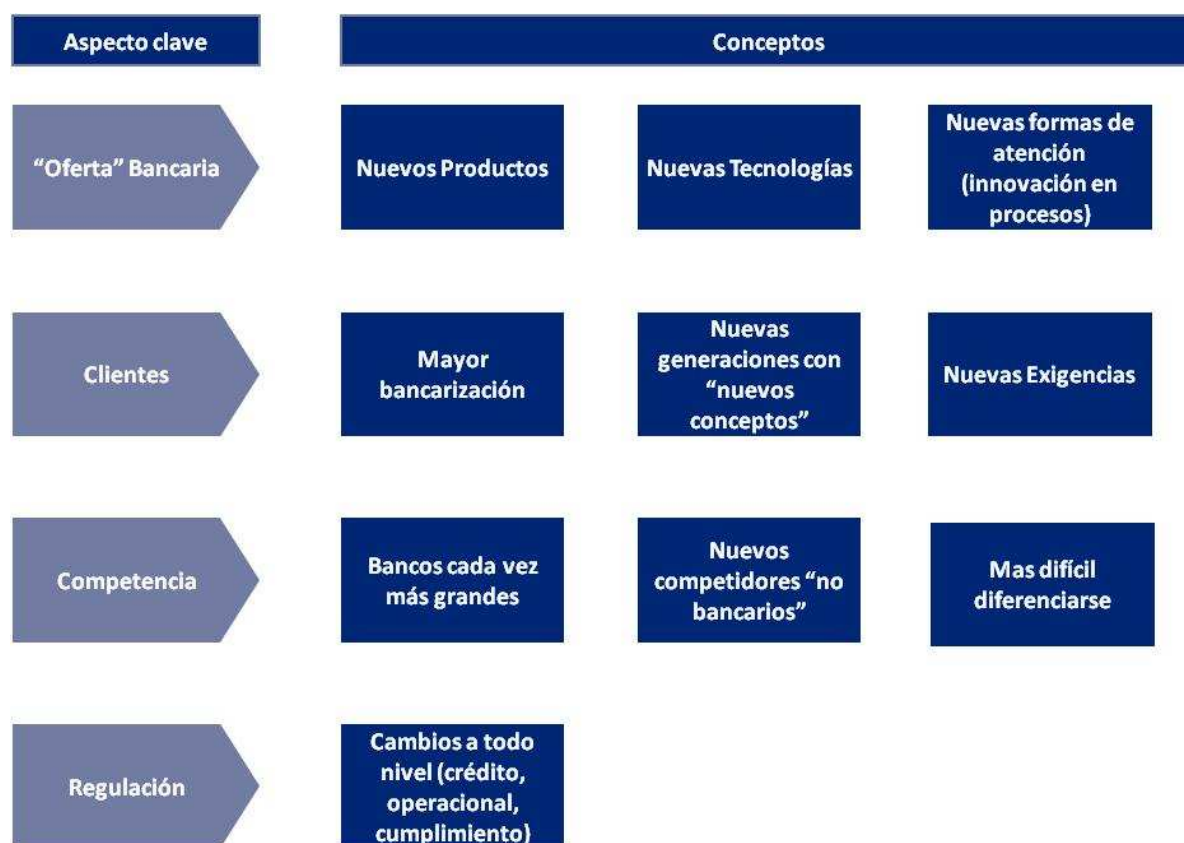 Aspecto clave
Conceptos
“Oferta” Bancaria
Nuevos Productos
Nuevas Tecnologías
Nuevas formas de
atención
(innovación en
procesos)
Clientes
Mayor
bancarización
Nuevas
generaciones con
“nuevos
conceptos”
Nuevas Exigencias
Competencia
Bancos cada vez
más grandes
Nuevos
competidores “no
bancarios”
Mas difícil
diferenciarse
Regulación
Cambios a todo
nivel (crédito,
operacional,
cumplimiento)